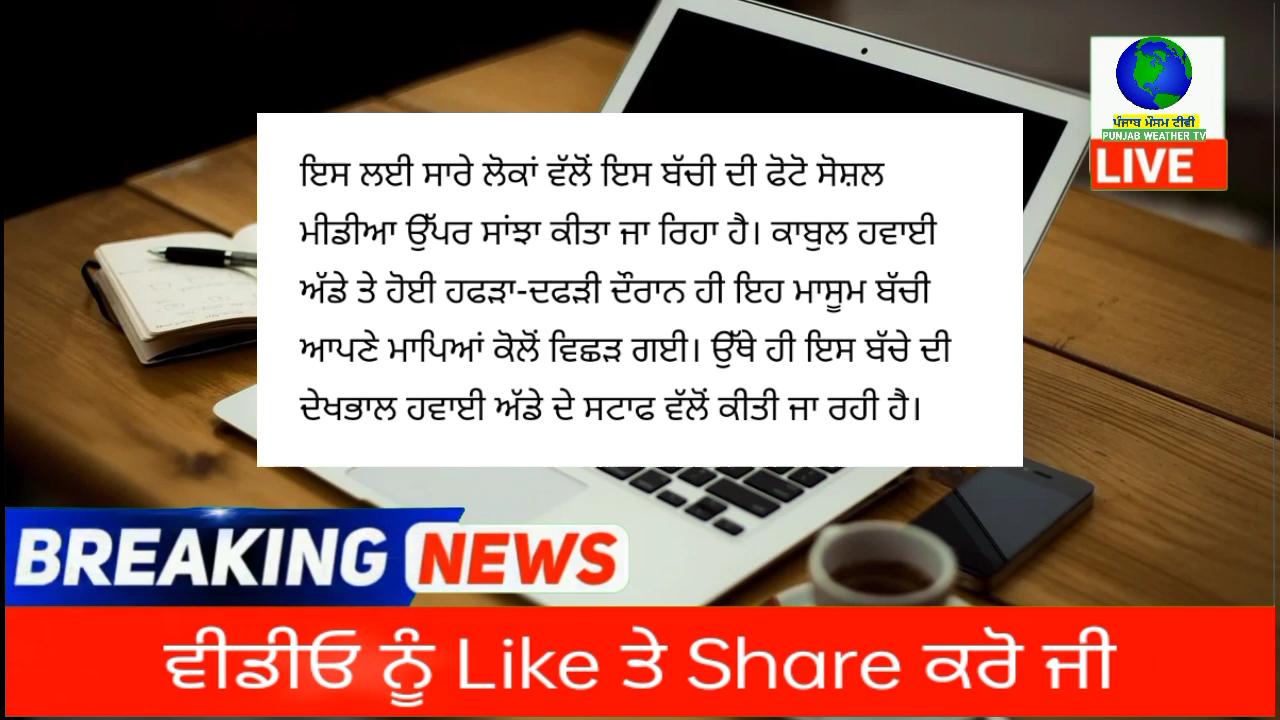 ਪੰਜਾਬ ਮੌਸਮ ਟੀਵੀ
PUNJAB WEATHER TV
LIVE
ਇਸ ਲਈ ਸਾਰੇ ਲੋਕਾਂ ਵੱਲੋਂ ਇਸ ਬੱਚੀ ਦੀ ਫੋਟੋ ਸੋਸ਼ਲ
ਮੀਡੀਆ ਉੱਪਰ ਸਾਂਝਾ ਕੀਤਾ ਜਾ ਰਿਹਾ ਹੈ। ਕਾਬੁਲ ਹਵਾਈ
ਅੱਡੇ ਤੇ ਹੋਈ ਹਫੜਾ-ਦਫੜੀ ਦੌਰਾਨ ਹੀ ਇਹ ਮਾਸੂਮ ਬੱਚੀ
ਆਪਣੇ ਮਾਪਿਆਂ ਕੋਲੋਂ ਵਿਛੜ ਗਈ। ਉੱਥੇ ਹੀ ਇਸ ਬੱਚੇ ਦੀ
ਦੇਖਭਾਲ ਹਵਾਈ ਅੱਡੇ ਦੇ ਸਟਾਫ ਵੱਲੋਂ ਕੀਤੀ ਜਾ ਰਹੀ ਹੈ।
BREAKING NEWS
ਵੀਡੀਓ ਨੂੰ Like ਤੇ Share ਕਰੋ ਜੀ